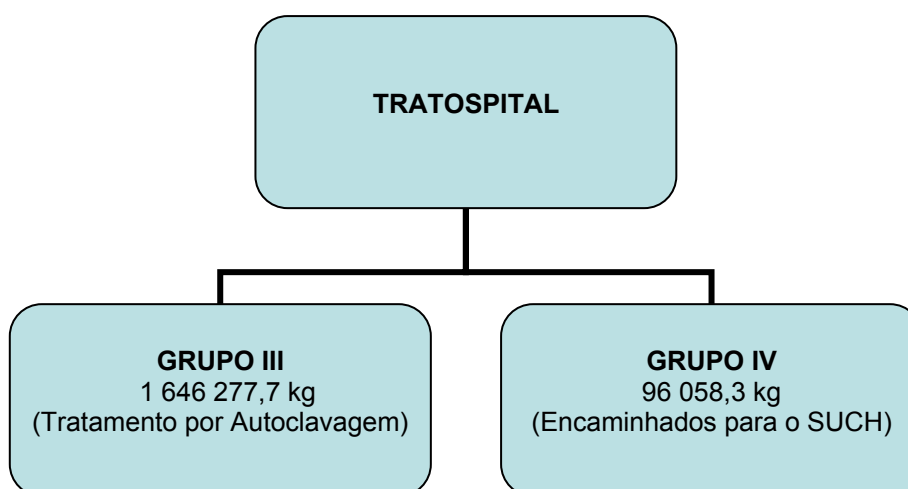 TRATOSPITAL
GRUPO III
1 646 277,7 kg
(Tratamento por Autoclavagem)
GRUPO IV
96 058,3 kg
(Encaminhados para o SUCH)